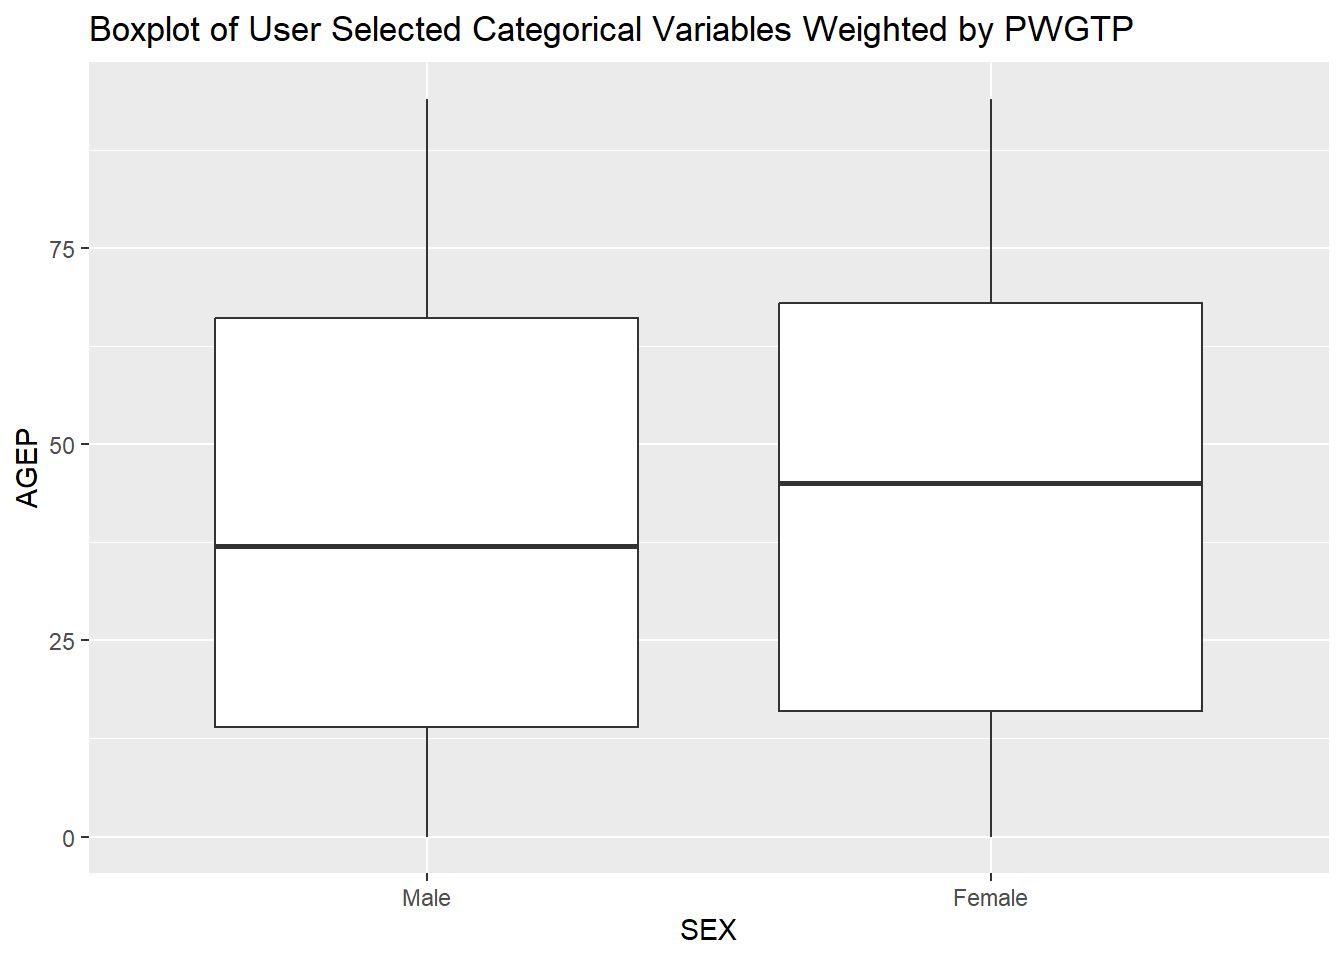 Boxplot of User Selected Categorical Variables Weighted by PWGTP
AGEP
75
50
25
0
Male Female
SEX